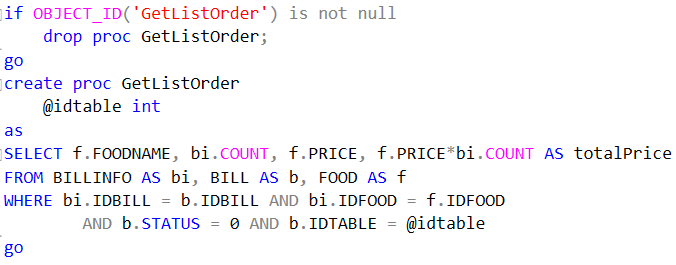 if OBJECT_ID('GetListOrder') is not null
    drop proc GetListOrder;
go
create proc GetListOrder
    @idtable int
as
SELECT f.FOODNAME, bi.COUNT, f.PRICE, f.PRICE*bi.COUNT AS totalPrice
FROM BILLINFO AS bi, BILL AS b, FOOD AS f
WHERE bi.IDBILL = b.IDBILL AND bi.IDFOOD = f.IDFOOD
        AND b.STATUS = 0 AND b.IDTABLE = @idtable
go